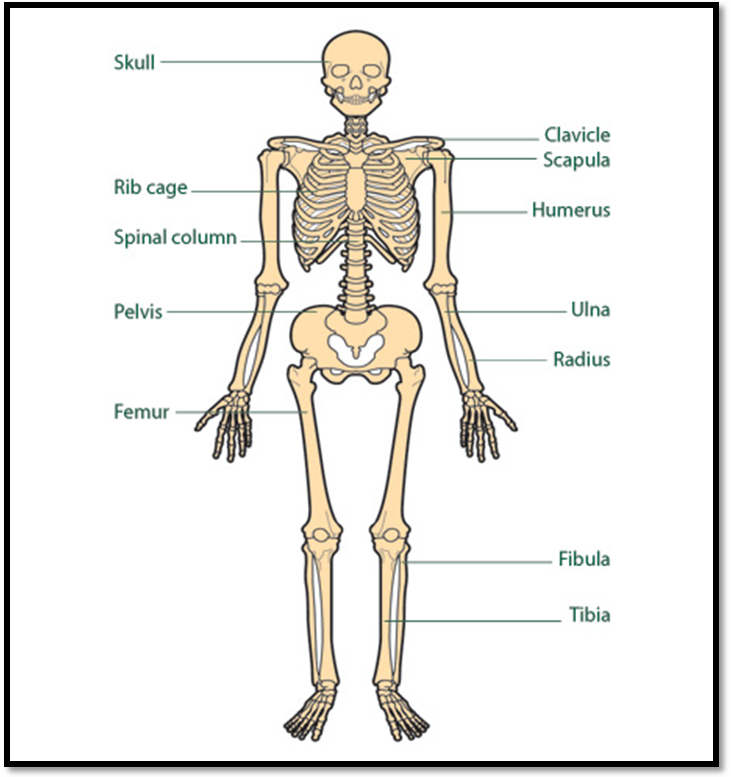 Skull
Clavicle
Scapula
Rib cage
Humerus
Spinal column
Ulna
Pelvis
Radius
Femur
Fibula
Tibia